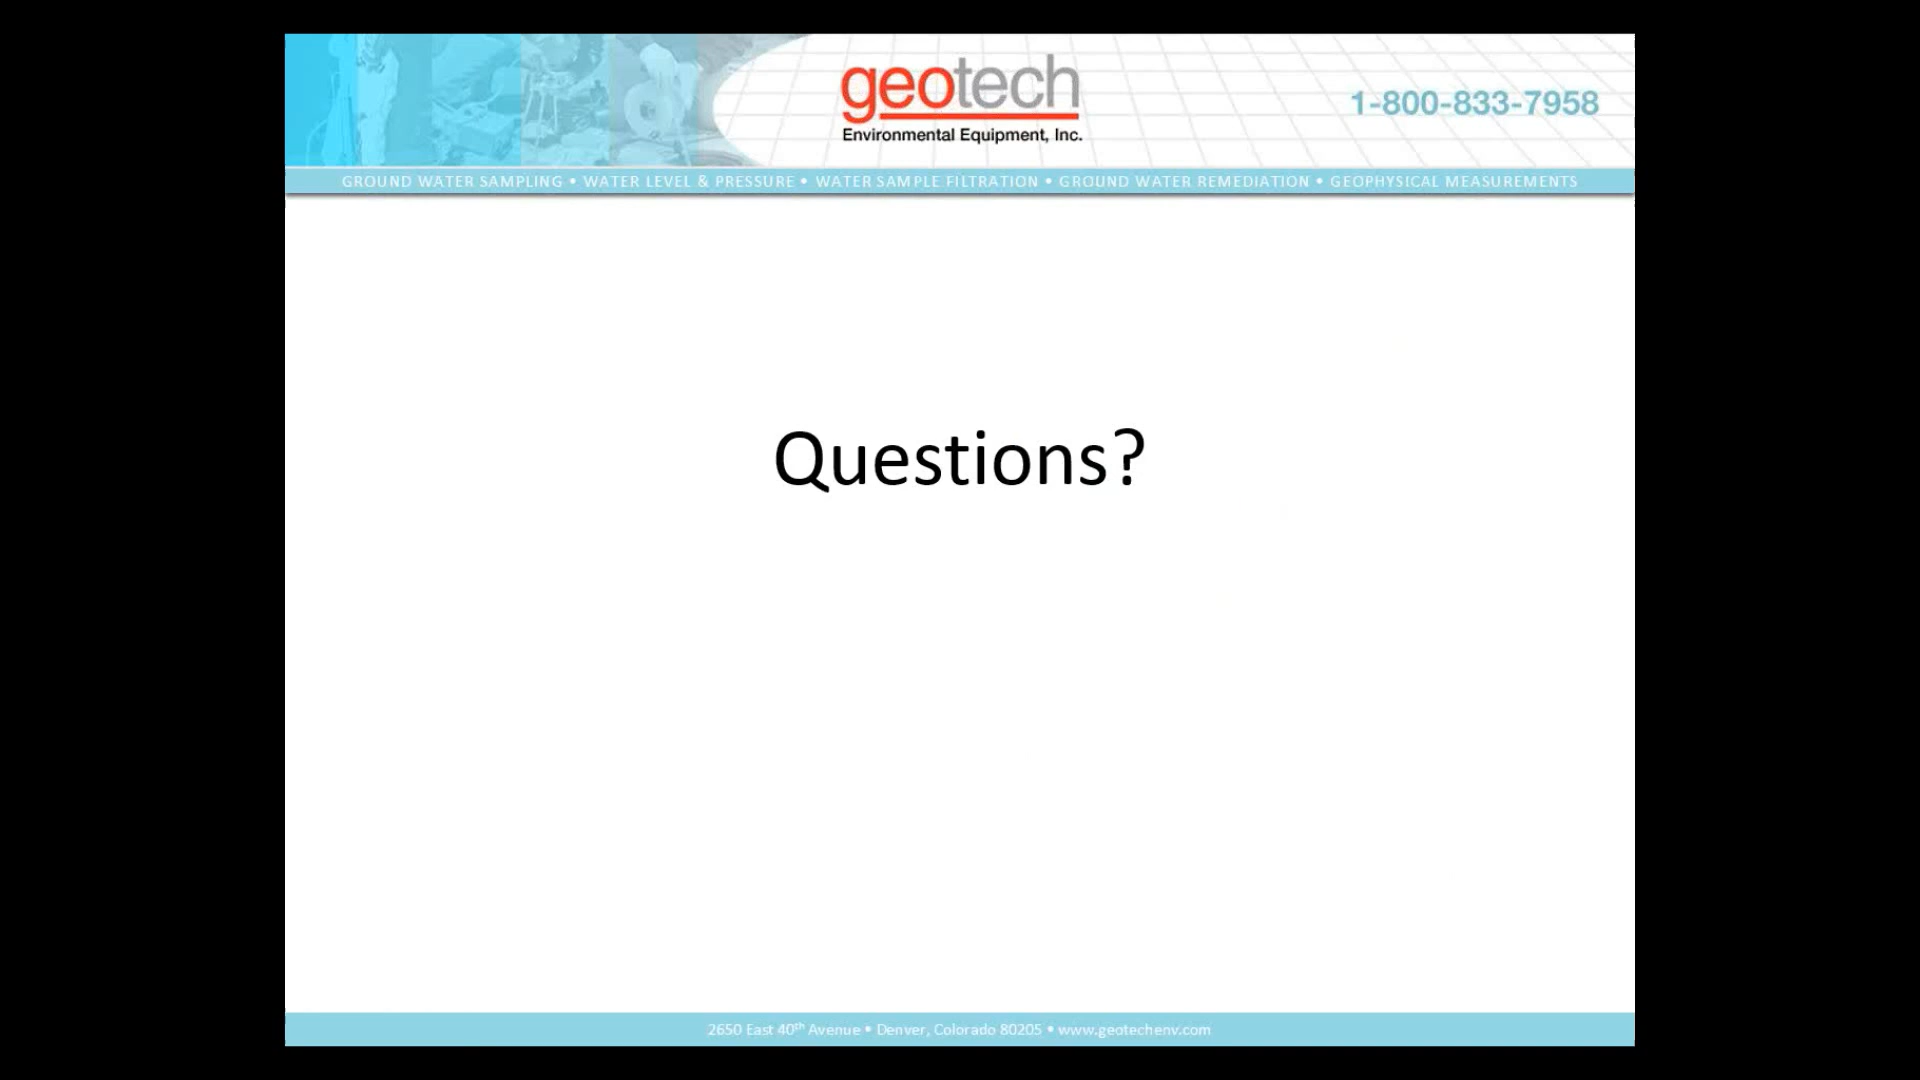 geotech
Environmental Equipment, Inc.
1-800-833-7958
GROUND WATER SAMPLING • WATER LEVEL & PRESSURE • WATER SAMPLE FILTRATION • GROUND WATER REMEDIATION • GEOPHYSICAL MEASUREMENTS
Questions?
2650 East 40th Avenue • Denver, Colorado 80205 • www.geotechenv.com